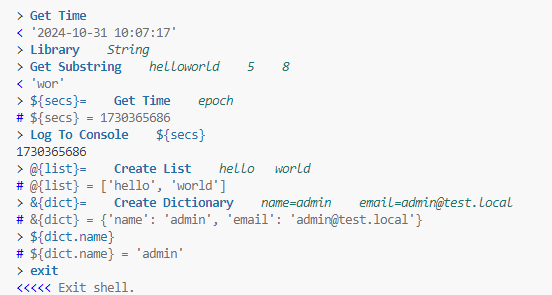 > Get Time
< '2024-10-31 10:07:17'
> Library    String
> Get Substring    helloworld    5    8
< 'wor'
> ${secs}=    Get Time    epoch
# ${secs} = 1730365686
> Log To Console    ${secs}
1730365686
> @{list}=    Create List    hello   world
# @{list} = ['hello', 'world']
> &{dict}=    Create Dictionary    name=admin    email=admin@test.local
# &{dict} = {'name': 'admin', 'email': 'admin@test.local'}
> ${dict.name}
# ${dict.name} = 'admin'
> exit
<<<<< Exit shell.